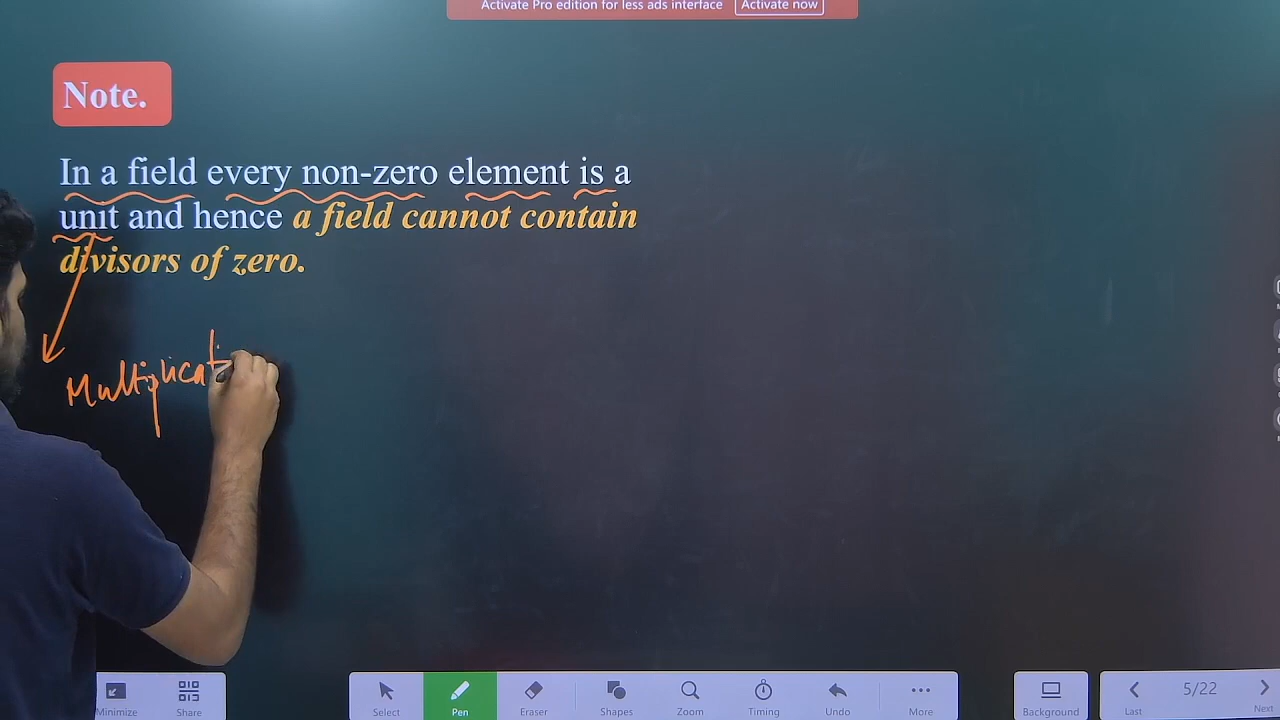 Activate Pro edition for less ads interface Activate now
Note.
In a field every non-zero element is a
unit and hence a field cannot contain
divisors of zero.
Multiplicati
Minimize Share Select Pen Eraser Shapes Zoom Timing Undo More Background Last 5/22 Next